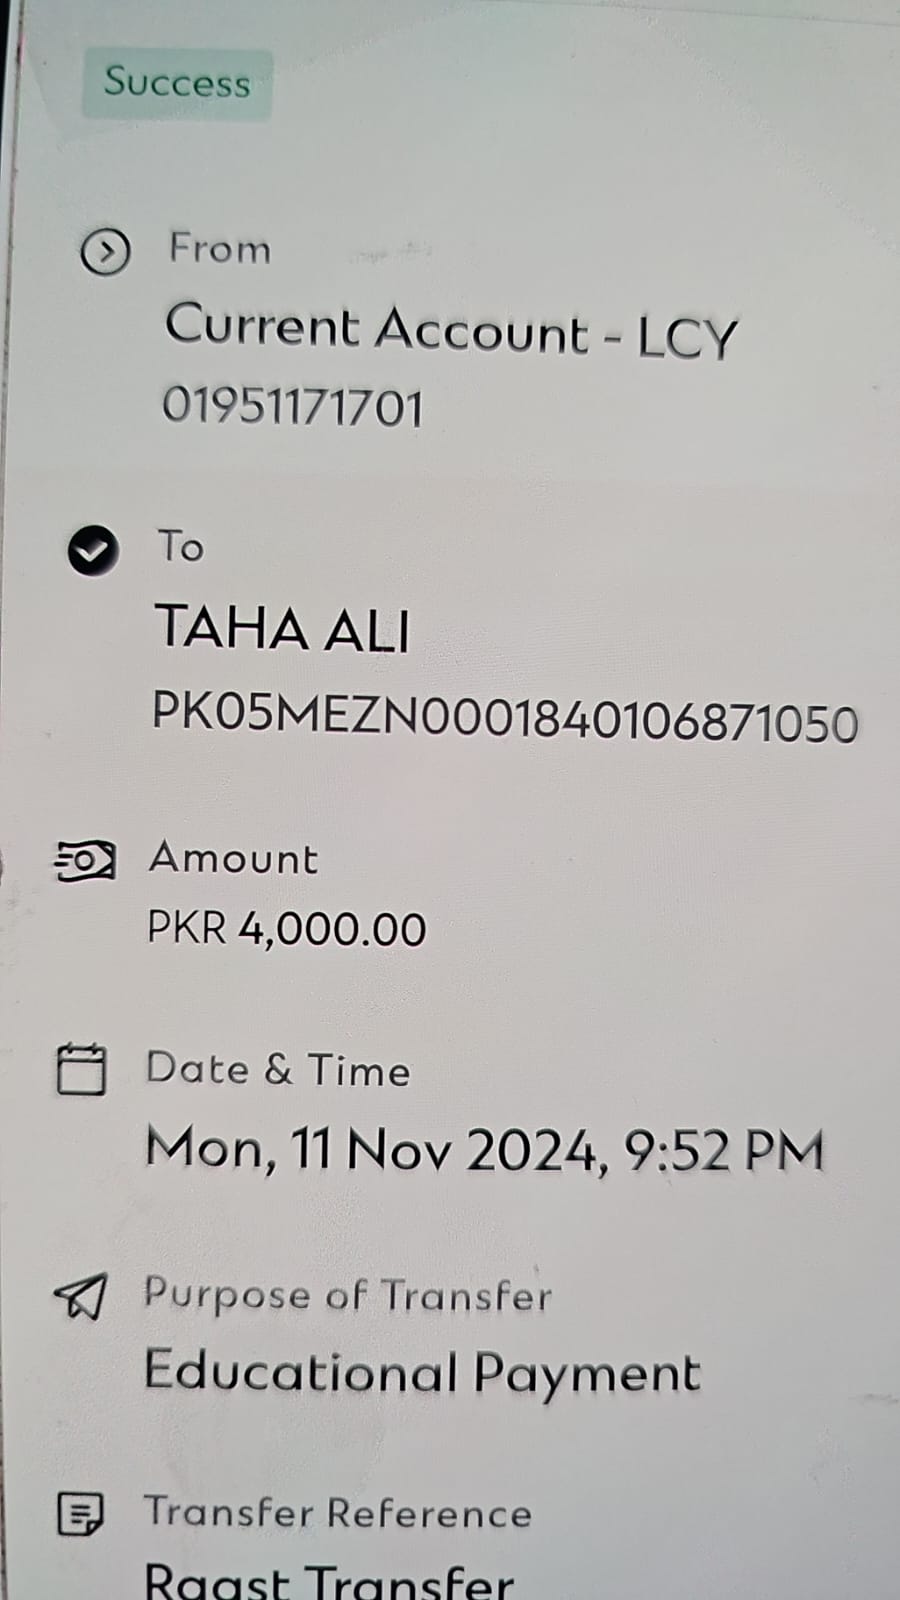 Success
From
Current Account - LCY
01951171701
To
TAHA ALI
PK05MEZN0001840106871050
Amount
PKR 4,000.00
Date & Time
Mon, 11 Nov 2024, 9:52 PM
Purpose of Transfer
Educational Payment
Transfer Reference
Raast Transfer